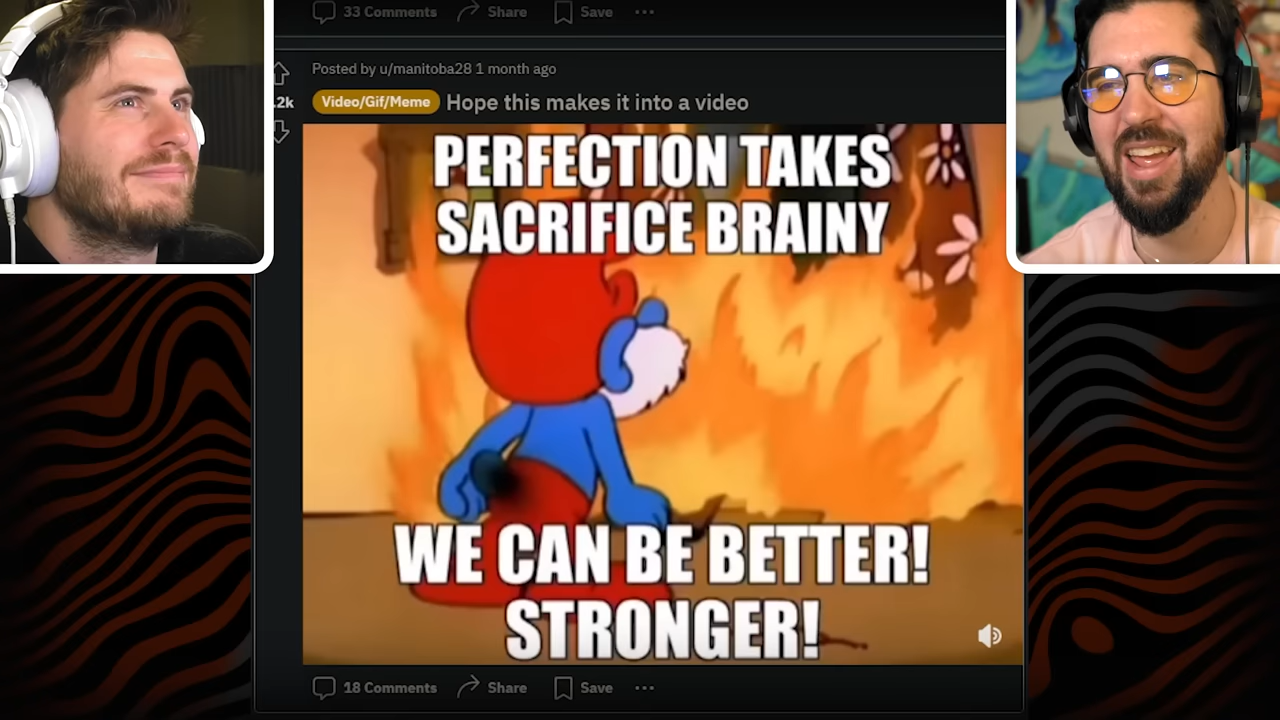 33 Comments Share Save
Posted by u/manitoba28 1 month ago
.2k
Video/Gif/Meme Hope this makes it into a video
PERFECTION TAKES
SACRIFICE BRAINY
WE CAN BE BETTER!
STRONGER!
18 Comments Share Save